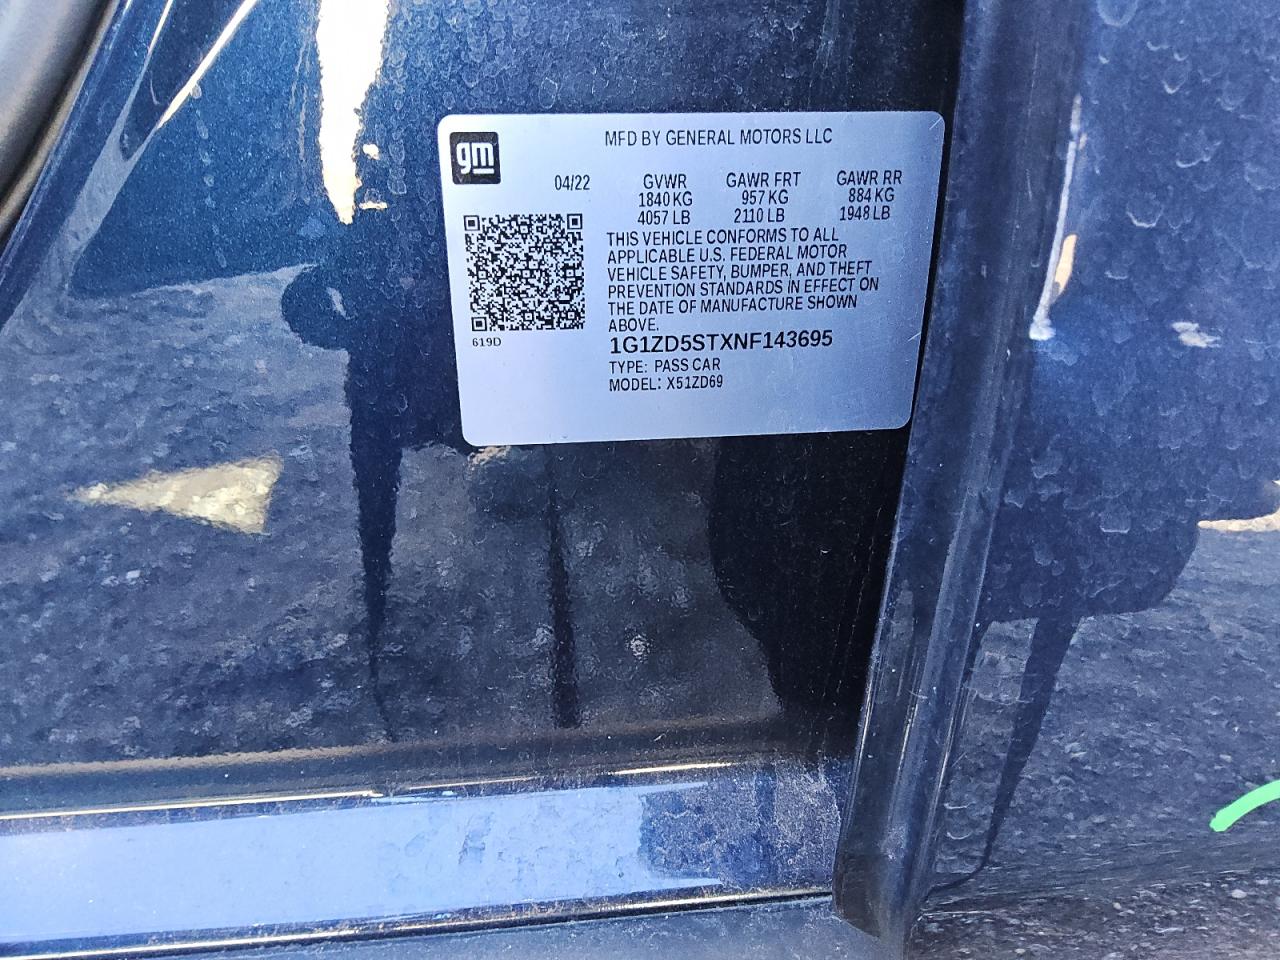 gm
MFD BY GENERAL MOTORS LLC
04/22 GVWR GAWR FRT GAWR RR
1840 KG 957 KG 884 KG
4057 LB 2110 LB 1948 LB
THIS VEHICLE CONFORMS TO ALL
APPLICABLE U.S. FEDERAL MOTOR
VEHICLE SAFETY, BUMPER, AND THEFT
PREVENTION STANDARDS IN EFFECT ON
THE DATE OF MANUFACTURE SHOWN
ABOVE.
619D
1G1ZD5STXNF143695
TYPE: PASS CAR
MODEL: X51ZD69